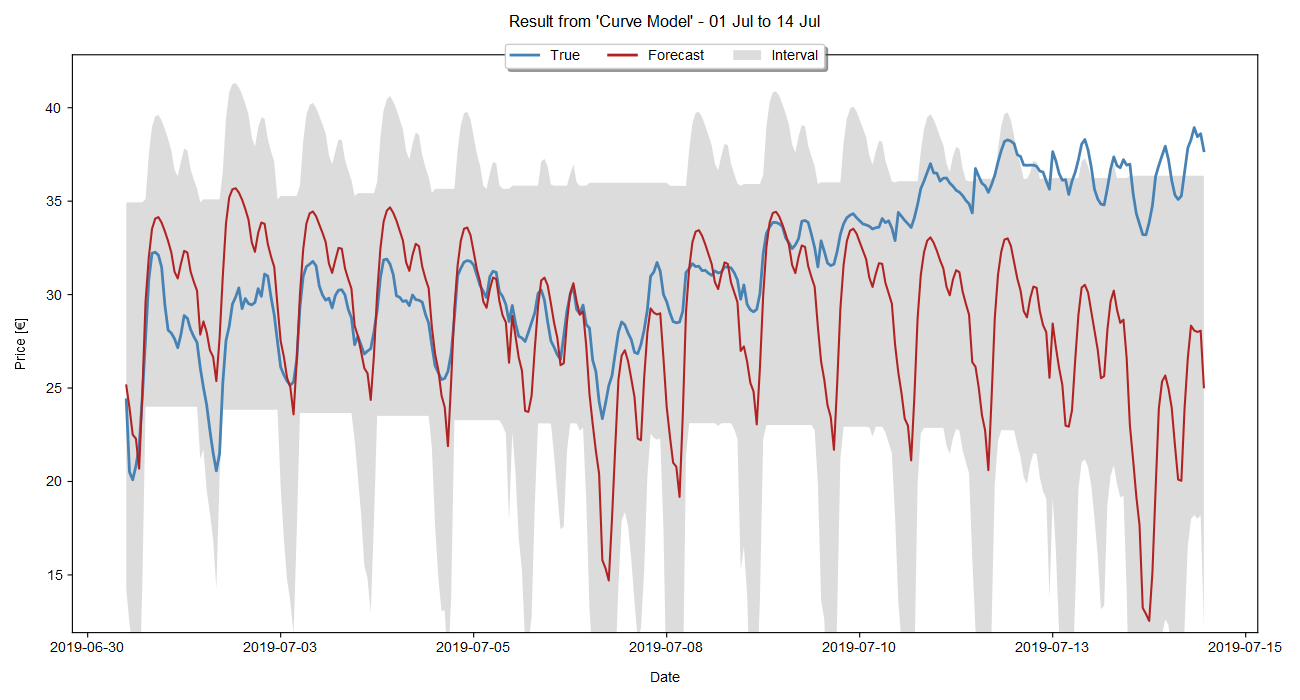 Result from 'Curve Model' - 01 Jul to 14 Jul
True Forecast Interval
40
35
30
25
20
15
Price [€]
2019-06-30 2019-07-03 2019-07-05 2019-07-08 2019-07-10 2019-07-13 2019-07-15
Date